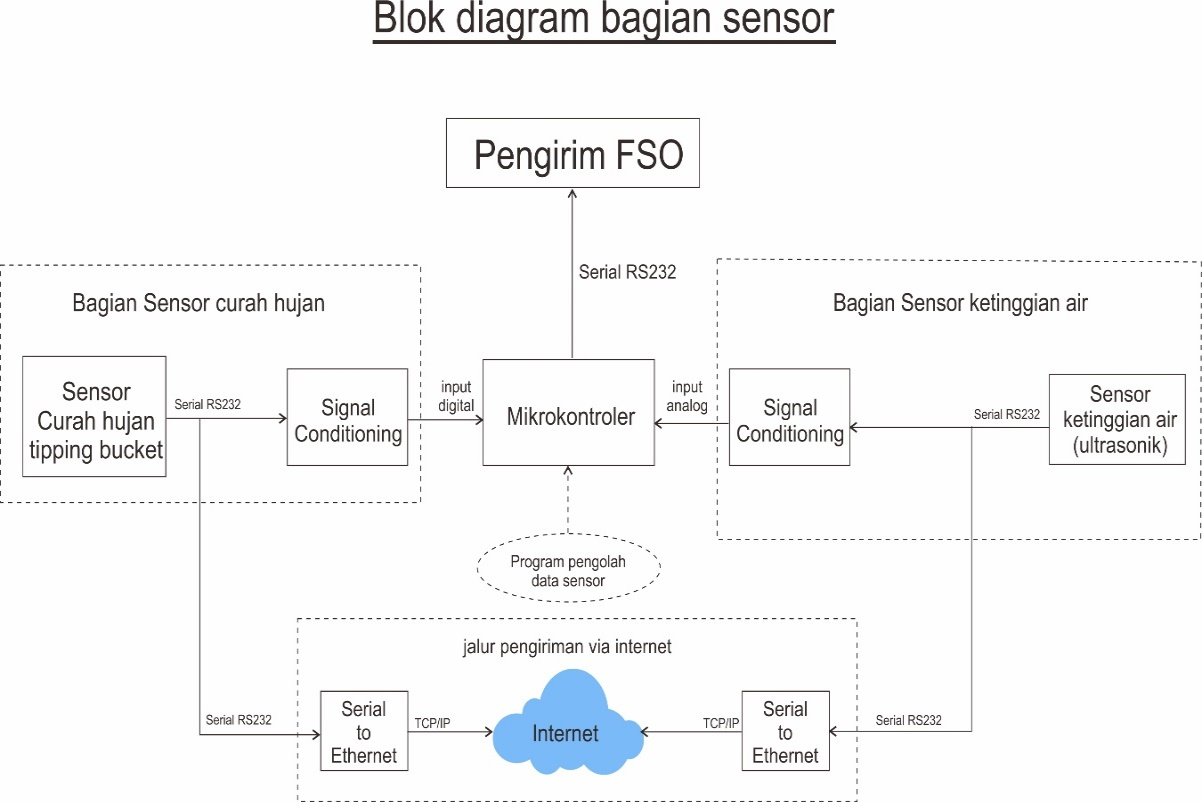 Blok diagram bagian sensor
Pengirim FSO
Serial RS232
Bagian Sensor curah hujan
Bagian Sensor ketinggian air
Sensor
Curah hujan
tipping bucket
Serial RS232
Signal
Conditioning
input
digital
Mikrokontroler
input
analog
Signal
Conditioning
Serial RS232
Sensor
ketinggian air
(ultrasonik)
Program pengolah
data sensor
jalur pengiriman via internet
Serial RS232
Serial
to
Ethernet
TCP/IP
Internet
TCP/IP
Serial
to
Ethernet
Serial RS232